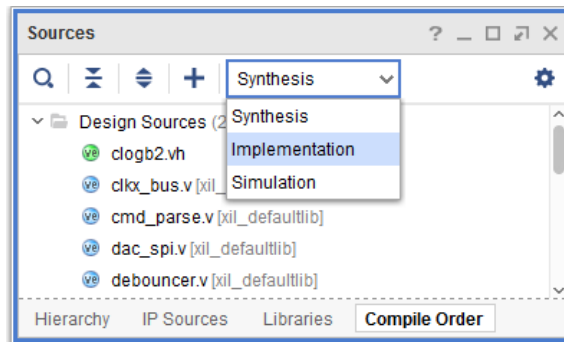 Sources ? _
Synthesis
Design Sources (2
Synthesis
clogb2.vh
Implementation
clkx_bus.v [xil_
Simulation
cmd_parse.v [xil_defaultlib]
dac_spi.v [xil_defaultlib]
debouncer.v [xil_defaultlib]
Hierarchy IP Sources Libraries Compile Order